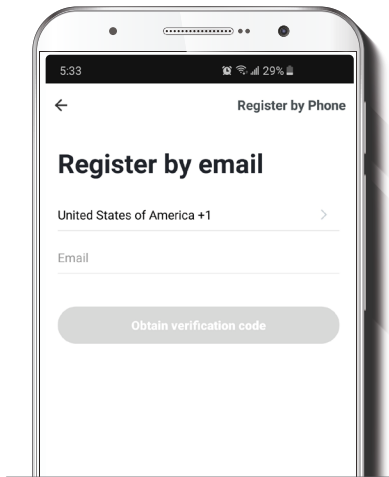 5:33
29%
Register by Phone
Register by email
United States of America +1
Email
Obtain verification code